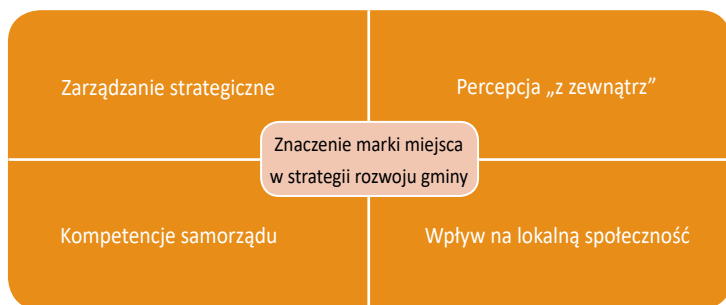 Zarządzanie strategiczne
Percepcja „z zewnątrz”
Znaczenie marki miejsca
w strategii rozwoju gminy
Kompetencje samorządu
Wpływ na lokalną społeczność